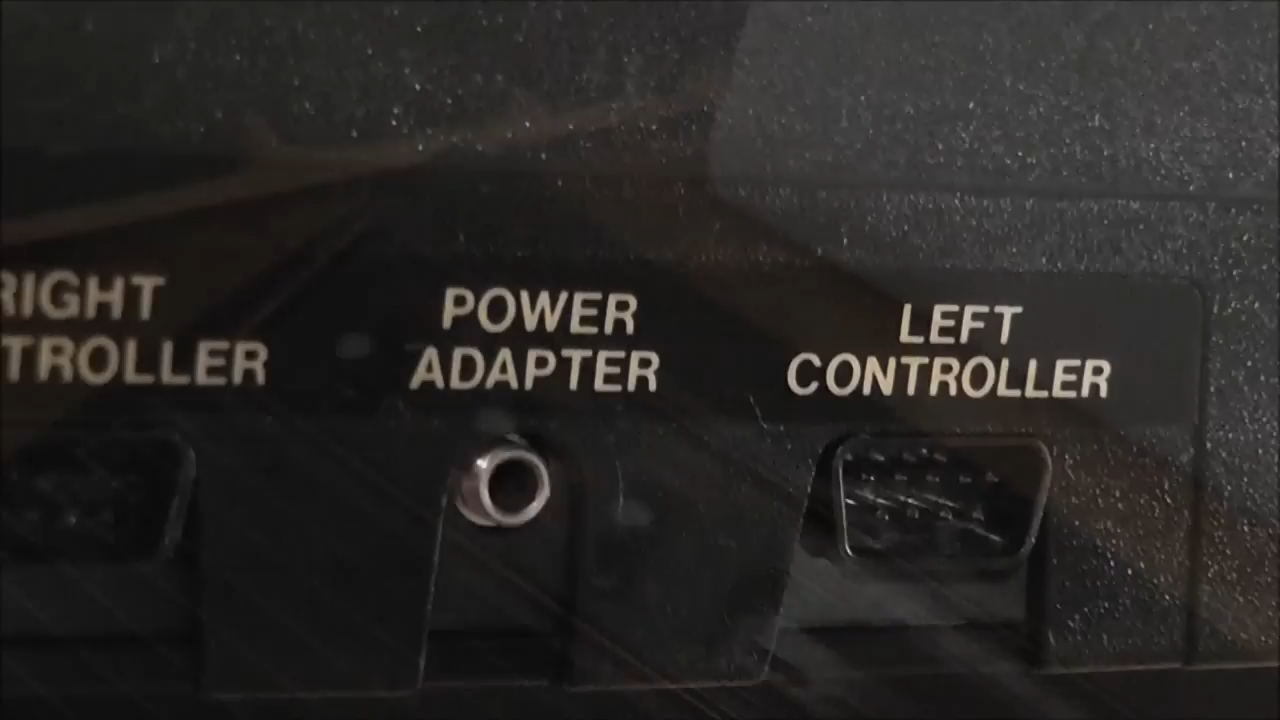 RIGHT
TROLLER
POWER
ADAPTER
LEFT
CONTROLLER